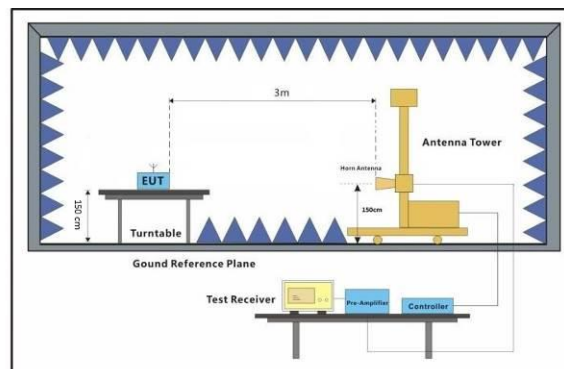 3m
Antenna Tower
Horn Antenna
EUT
150 cm
150cm
Turntable
Gound Reference Plane
Test Receiver
Pre-Amplifier
Controller